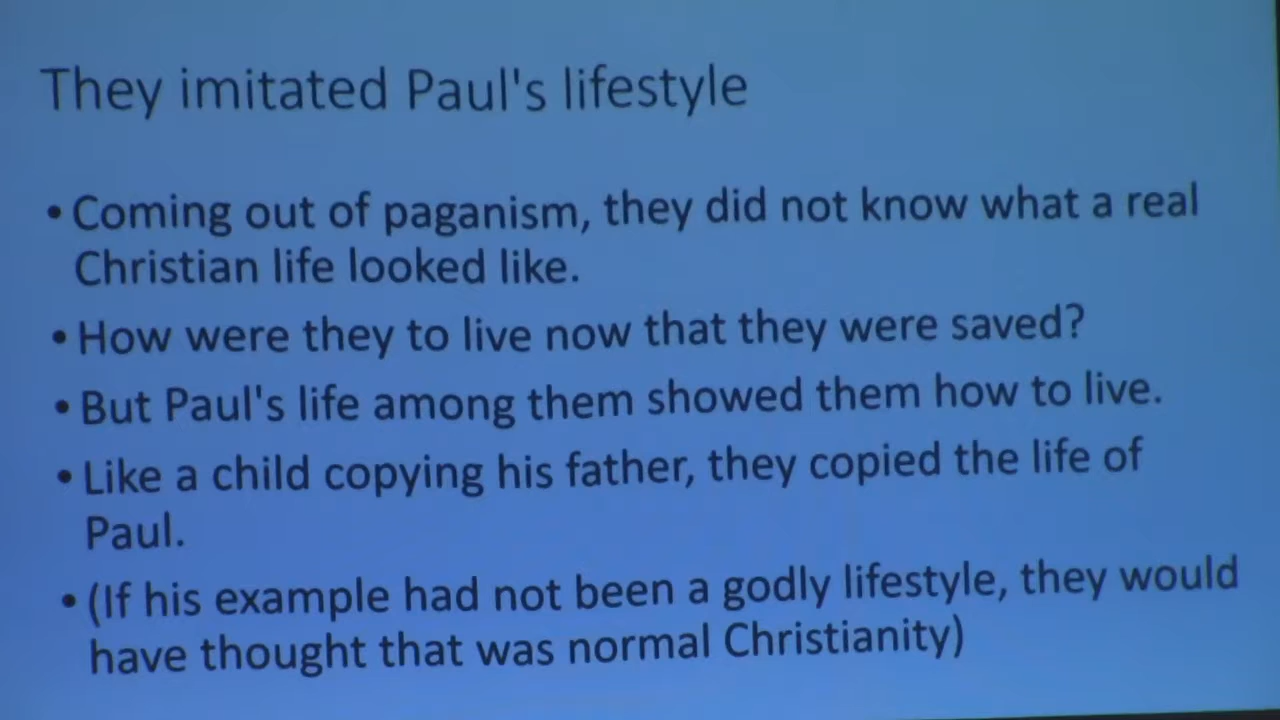 They imitated Paul's lifestyle
• Coming out of paganism, they did not know what a real
Christian life looked like.
• How were they to live now that they were saved?
• But Paul's life among them showed them how to live.
• Like a child copying his father, they copied the life of
Paul.
• (If his example had not been a godly lifestyle, they would
have thought that was normal Christianity)